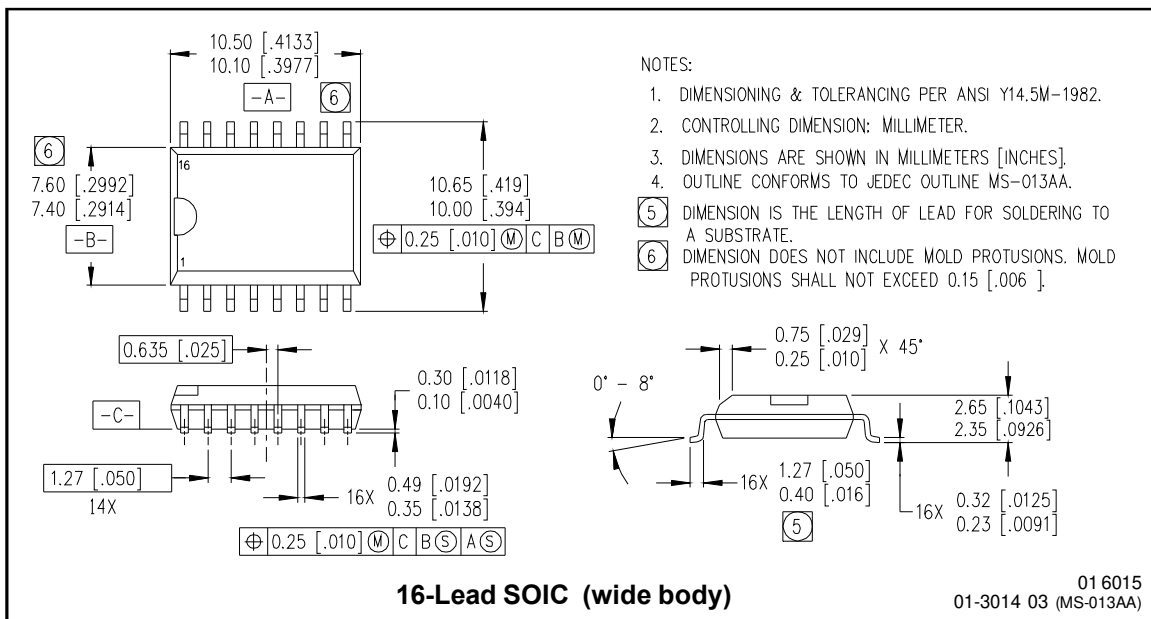 10.50 [.4133]
10.10 [.3977]
-A-
6
6
7.60 [.2992]
7.40 [.2914]
-B-
16
1
10.65 [.419]
10.00 [.394]
⌖ 0.25 [.010] Ⓜ C B Ⓜ
NOTES:
1. DIMENSIONING & TOLERANCING PER ANSI Y14.5M-1982.
2. CONTROLLING DIMENSION: MILLIMETER.
3. DIMENSIONS ARE SHOWN IN MILLIMETERS [INCHES].
4. OUTLINE CONFORMS TO JEDEC OUTLINE MS-013AA.
5 DIMENSION IS THE LENGTH OF LEAD FOR SOLDERING TO
A SUBSTRATE.
6 DIMENSION DOES NOT INCLUDE MOLD PROTUSIONS. MOLD
PROTUSIONS SHALL NOT EXCEED 0.15 [.006 ].
0.635 [.025]
0.30 [.0118]
0.10 [.0040]
-C-
1.27 [.050]
14X
16X 0.49 [.0192]
0.35 [.0138]
⌖ 0.25 [.010] Ⓜ C B Ⓢ A Ⓢ
0.75 [.029]
0.25 [.010] X 45°
0° - 8°
2.65 [.1043]
2.35 [.0926]
16X 1.27 [.050]
0.40 [.016]
5
16X 0.32 [.0125]
0.23 [.0091]
16-Lead SOIC (wide body)
01 6015
01-3014 03 (MS-013AA)